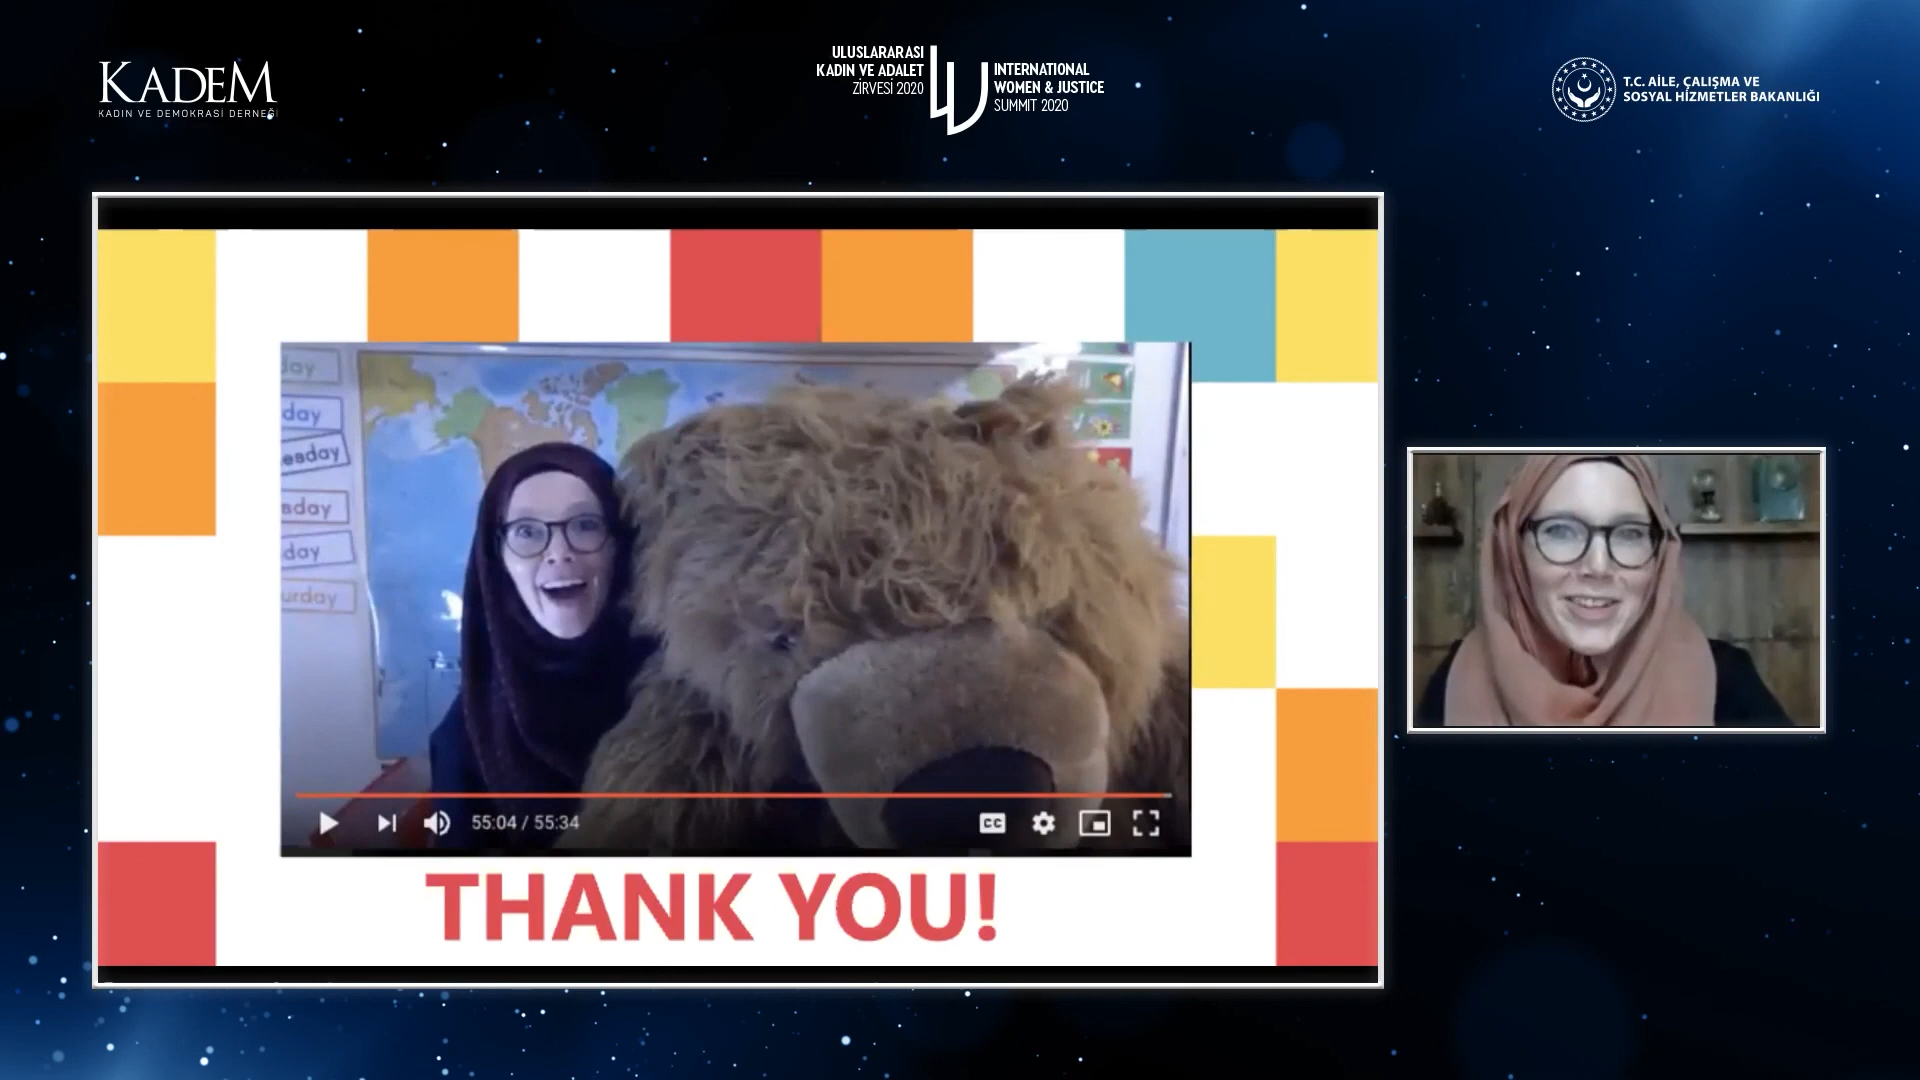 KADEM
KADIN VE DEMOKRASİ DERNEĞİ
ULUSLARARASI
KADIN VE ADALET
ZİRVESİ 2020
INTERNATIONAL
WOMEN & JUSTICE
SUMMIT 2020
T.C. AİLE, ÇALIŞMA VE
SOSYAL HİZMETLER BAKANLIĞI
day
day
esday
sday
day
urday
55:04 / 55:34
CC
THANK YOU!